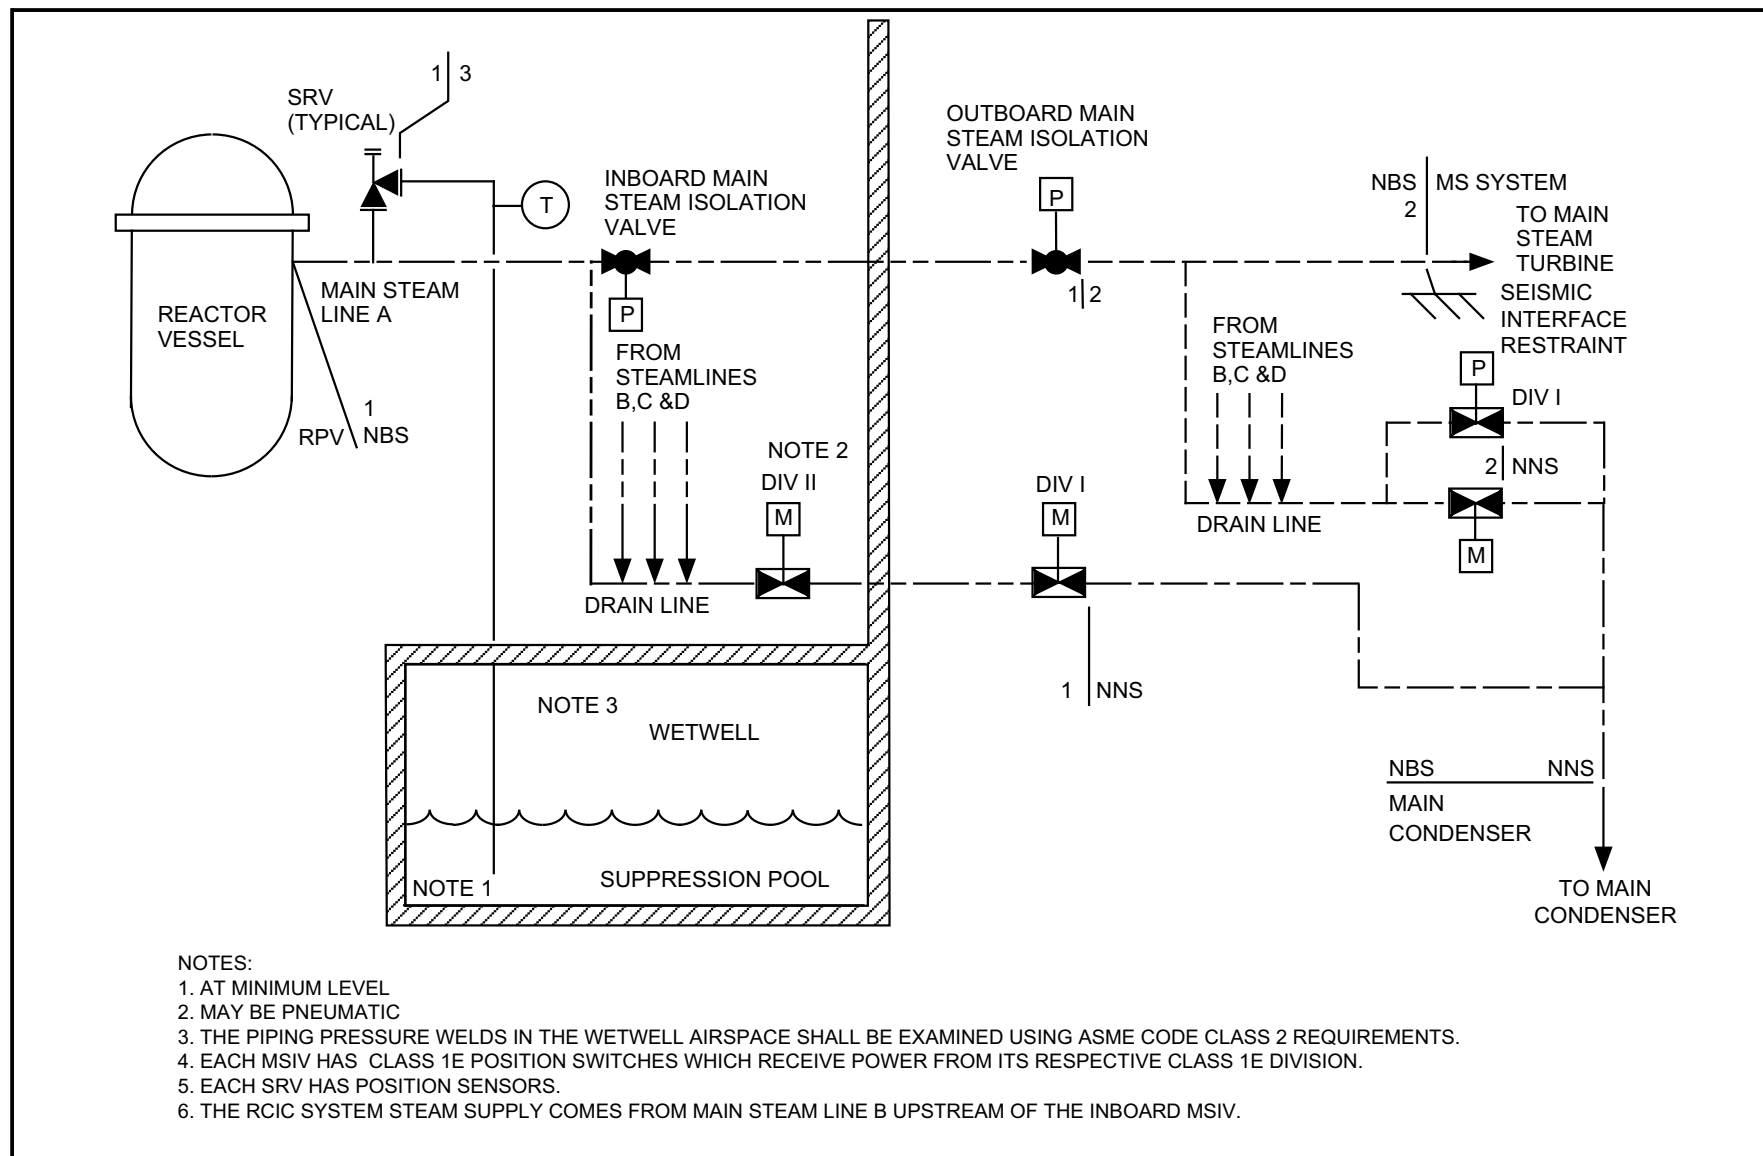 1 3
SRV
(TYPICAL)
T
INBOARD MAIN
STEAM ISOLATION
VALVE
P
OUTBOARD MAIN
STEAM ISOLATION
VALVE
P
1 2
NBS MS SYSTEM
2
TO MAIN
STEAM
TURBINE
SEISMIC
INTERFACE
RESTRAINT
REACTOR
VESSEL
MAIN STEAM
LINE A
RPV
1
NBS
FROM
STEAMLINES
B,C &D
NOTE 2
DIV II
M
DRAIN LINE
DIV I
M
1 NNS
FROM
STEAMLINES
B,C &D
DRAIN LINE
P
DIV I
2 NNS
M
NOTE 3
WETWELL
NOTE 1
SUPPRESSION POOL
NBS NNS
MAIN
CONDENSER
TO MAIN
CONDENSER
NOTES:
1. AT MINIMUM LEVEL
2. MAY BE PNEUMATIC
3. THE PIPING PRESSURE WELDS IN THE WETWELL AIRSPACE SHALL BE EXAMINED USING ASME CODE CLASS 2 REQUIREMENTS.
4. EACH MSIV HAS CLASS 1E POSITION SWITCHES WHICH RECEIVE POWER FROM ITS RESPECTIVE CLASS 1E DIVISION.
5. EACH SRV HAS POSITION SENSORS.
6. THE RCIC SYSTEM STEAM SUPPLY COMES FROM MAIN STEAM LINE B UPSTREAM OF THE INBOARD MSIV.